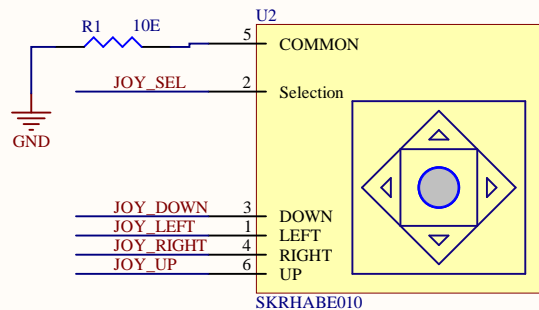 U2
R1 10E
5 COMMON
JOY_SEL 2 Selection
GND
JOY_DOWN 3 DOWN
JOY_LEFT 1 LEFT
JOY_RIGHT 4 RIGHT
JOY_UP 6 UP
SKRHABE010